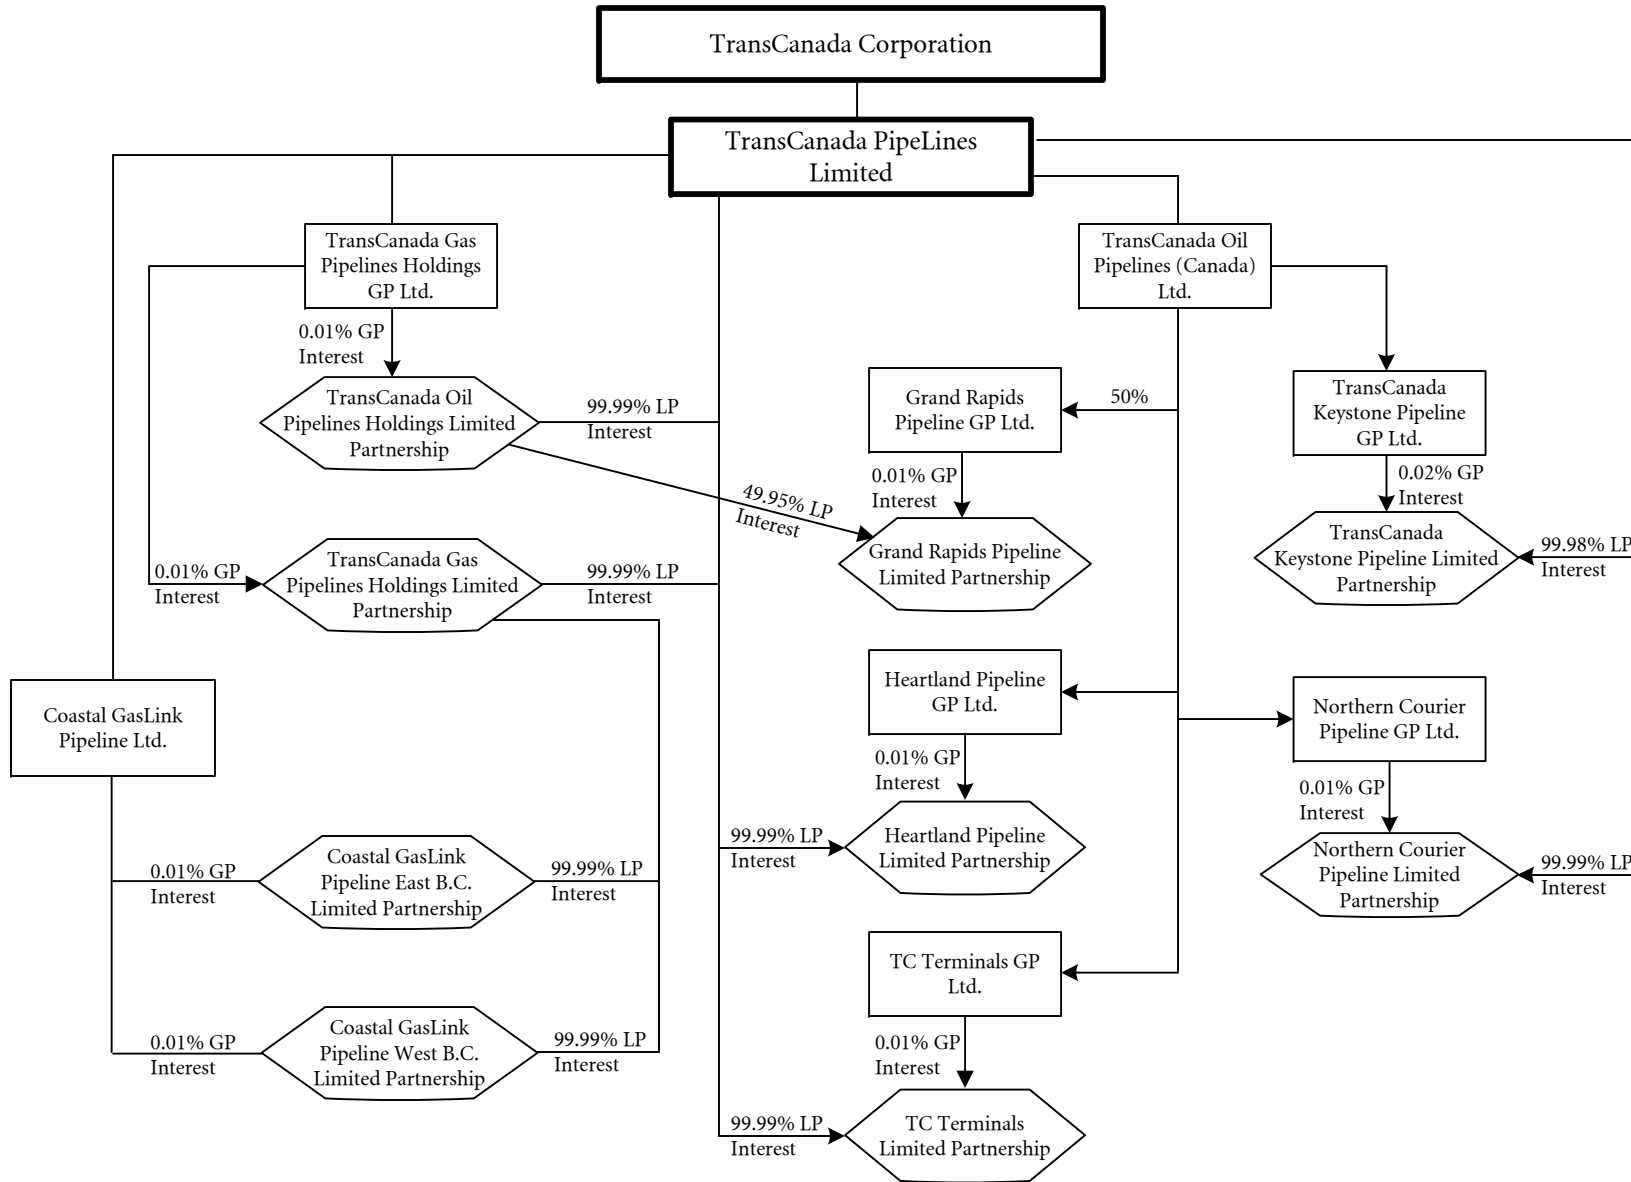 TransCanada Corporation
TransCanada PipeLines
Limited
TransCanada Gas
Pipelines Holdings
GP Ltd.
TransCanada Oil
Pipelines (Canada)
Ltd.
0.01% GP
Interest
TransCanada Oil
Pipelines Holdings Limited
Partnership
99.99% LP
Interest
49.95% LP
Interest
Grand Rapids
Pipeline GP Ltd.
50%
0.01% GP
Interest
Grand Rapids Pipeline
Limited Partnership
TransCanada
Keystone Pipeline
GP Ltd.
0.02% GP
Interest
TransCanada
Keystone Pipeline Limited
Partnership
99.98% LP
Interest
0.01% GP
Interest
TransCanada Gas
Pipelines Holdings Limited
Partnership
99.99% LP
Interest
Coastal GasLink
Pipeline Ltd.
Heartland Pipeline
GP Ltd.
0.01% GP
Interest
99.99% LP
Interest
Heartland Pipeline
Limited Partnership
Northern Courier
Pipeline GP Ltd.
0.01% GP
Interest
Northern Courier
Pipeline Limited
Partnership
99.99% LP
Interest
0.01% GP
Interest
Coastal GasLink
Pipeline East B.C.
Limited Partnership
99.99% LP
Interest
TC Terminals GP
Ltd.
0.01% GP
Interest
0.01% GP
Interest
Coastal GasLink
Pipeline West B.C.
Limited Partnership
99.99% LP
Interest
99.99% LP
Interest
TC Terminals
Limited Partnership